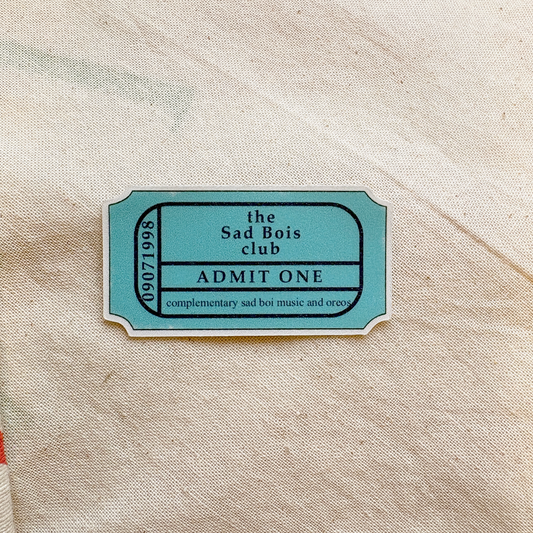 the
Sad Bois
club
09071998
ADMIT ONE
complementary sad boi music and oreos